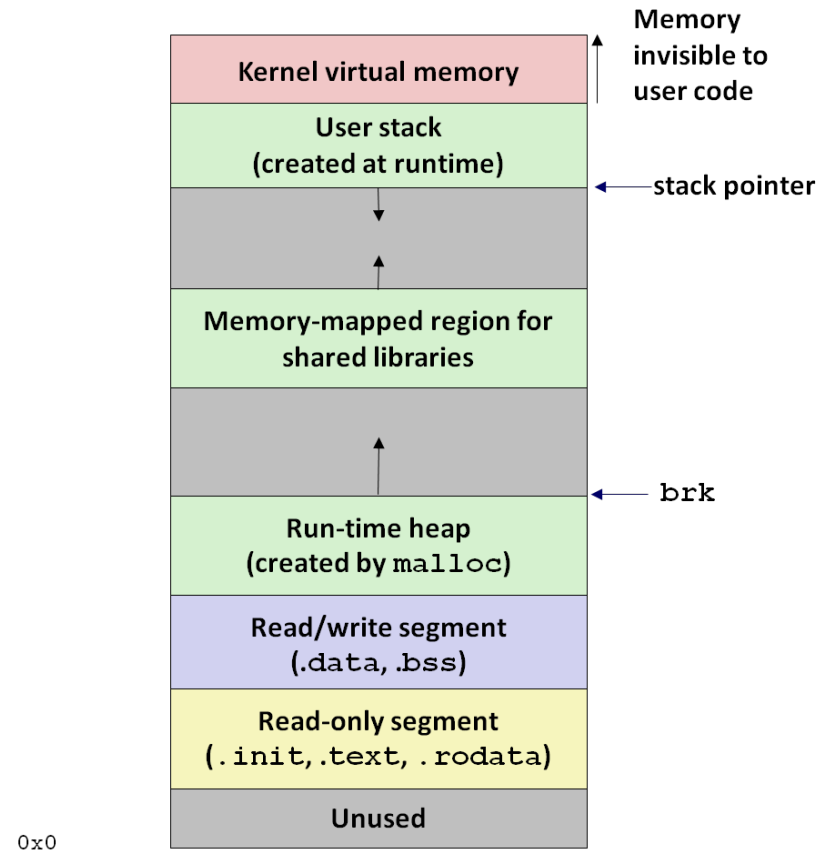 Memory
invisible to
user code
Kernel virtual memory
User stack
(created at runtime)
stack pointer
Memory-mapped region for
shared libraries
brk
Run-time heap
(created by malloc)
Read/write segment
(.data, .bss)
Read-only segment
(.init, .text, .rodata)
Unused
0x0